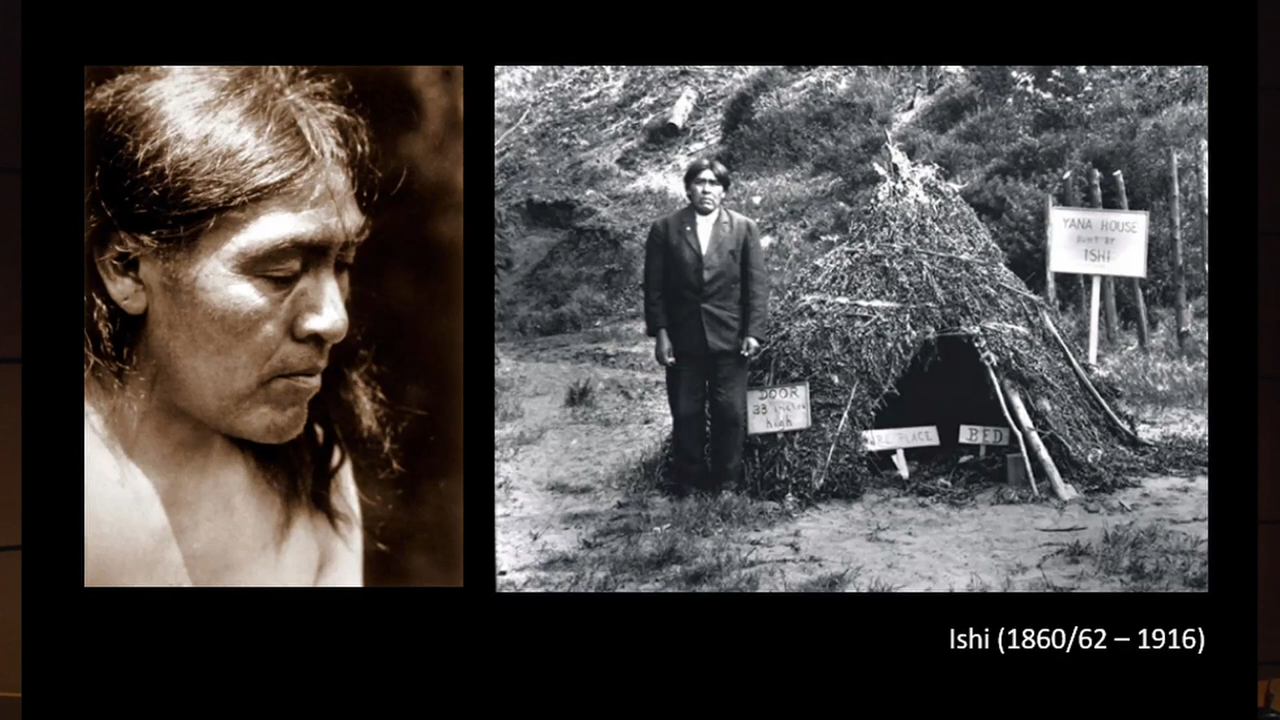 YANA HOUSE
BUILT BY
ISHI
DOOR
33 inches
high
PLACE
BED
Ishi (1860/62 – 1916)